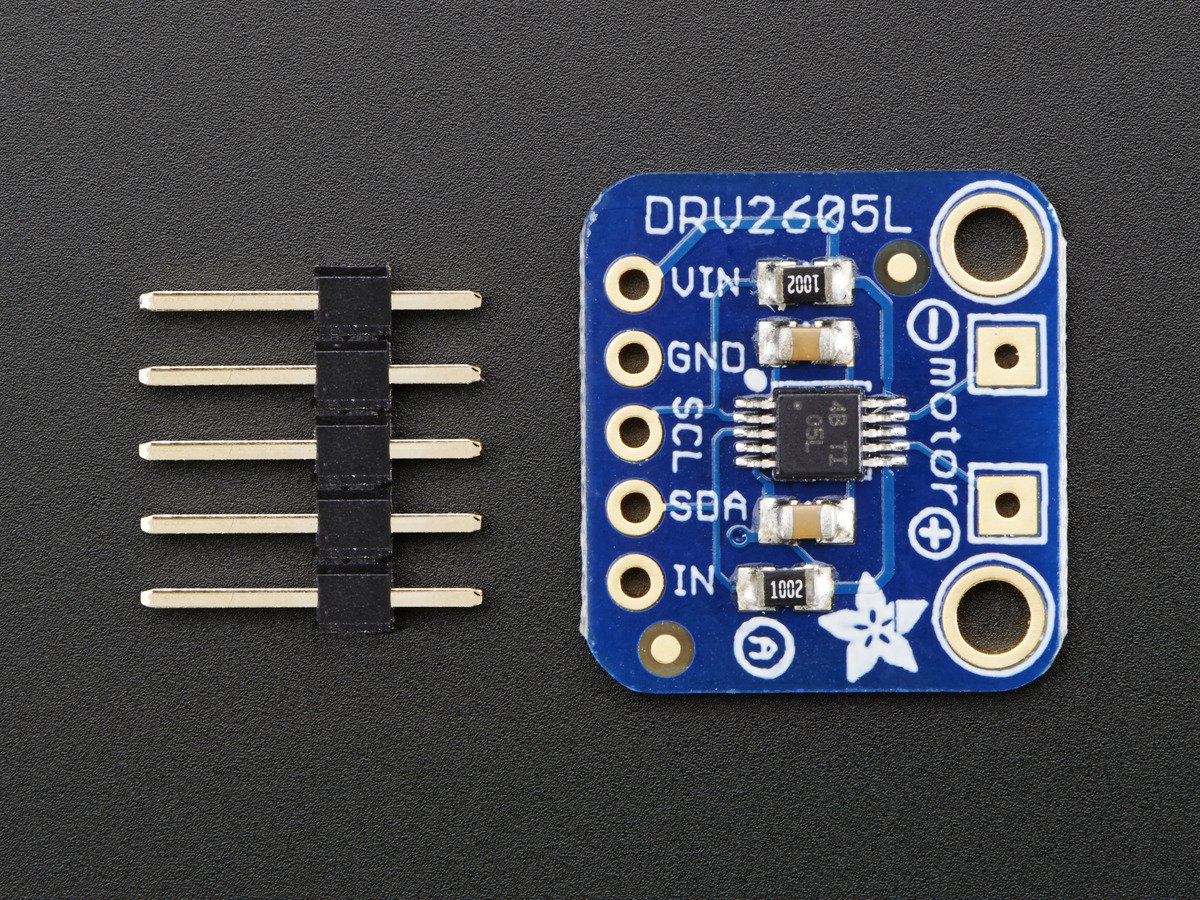 DRV2605L
VIN
1002
GND
SCL
4B TI
05L
SDA
IN
1002
- motor +
A